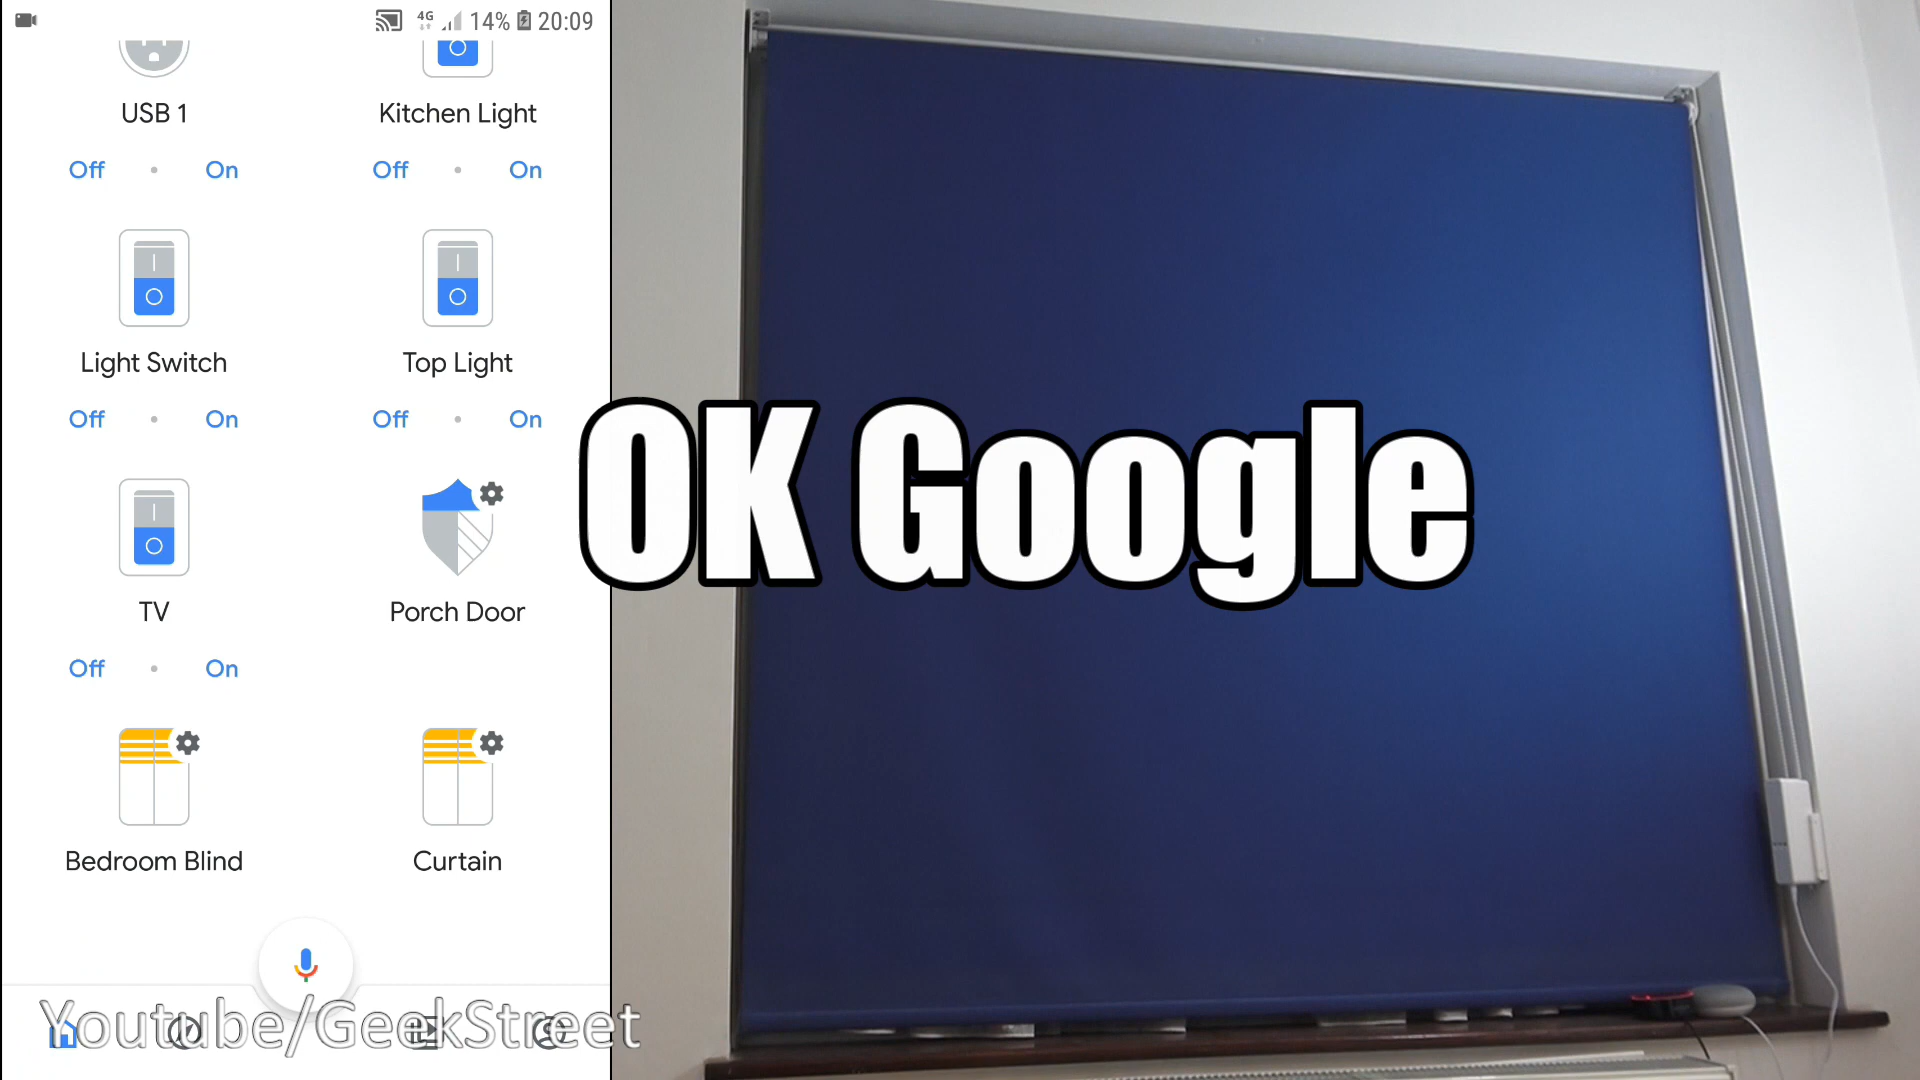 4G 14% 20:09
USB 1 Kitchen Light
Off On Off On
Light Switch Top Light
Off On Off On
OK Google
TV Porch Door
Off On
Bedroom Blind Curtain
Youtube/GeekStreet